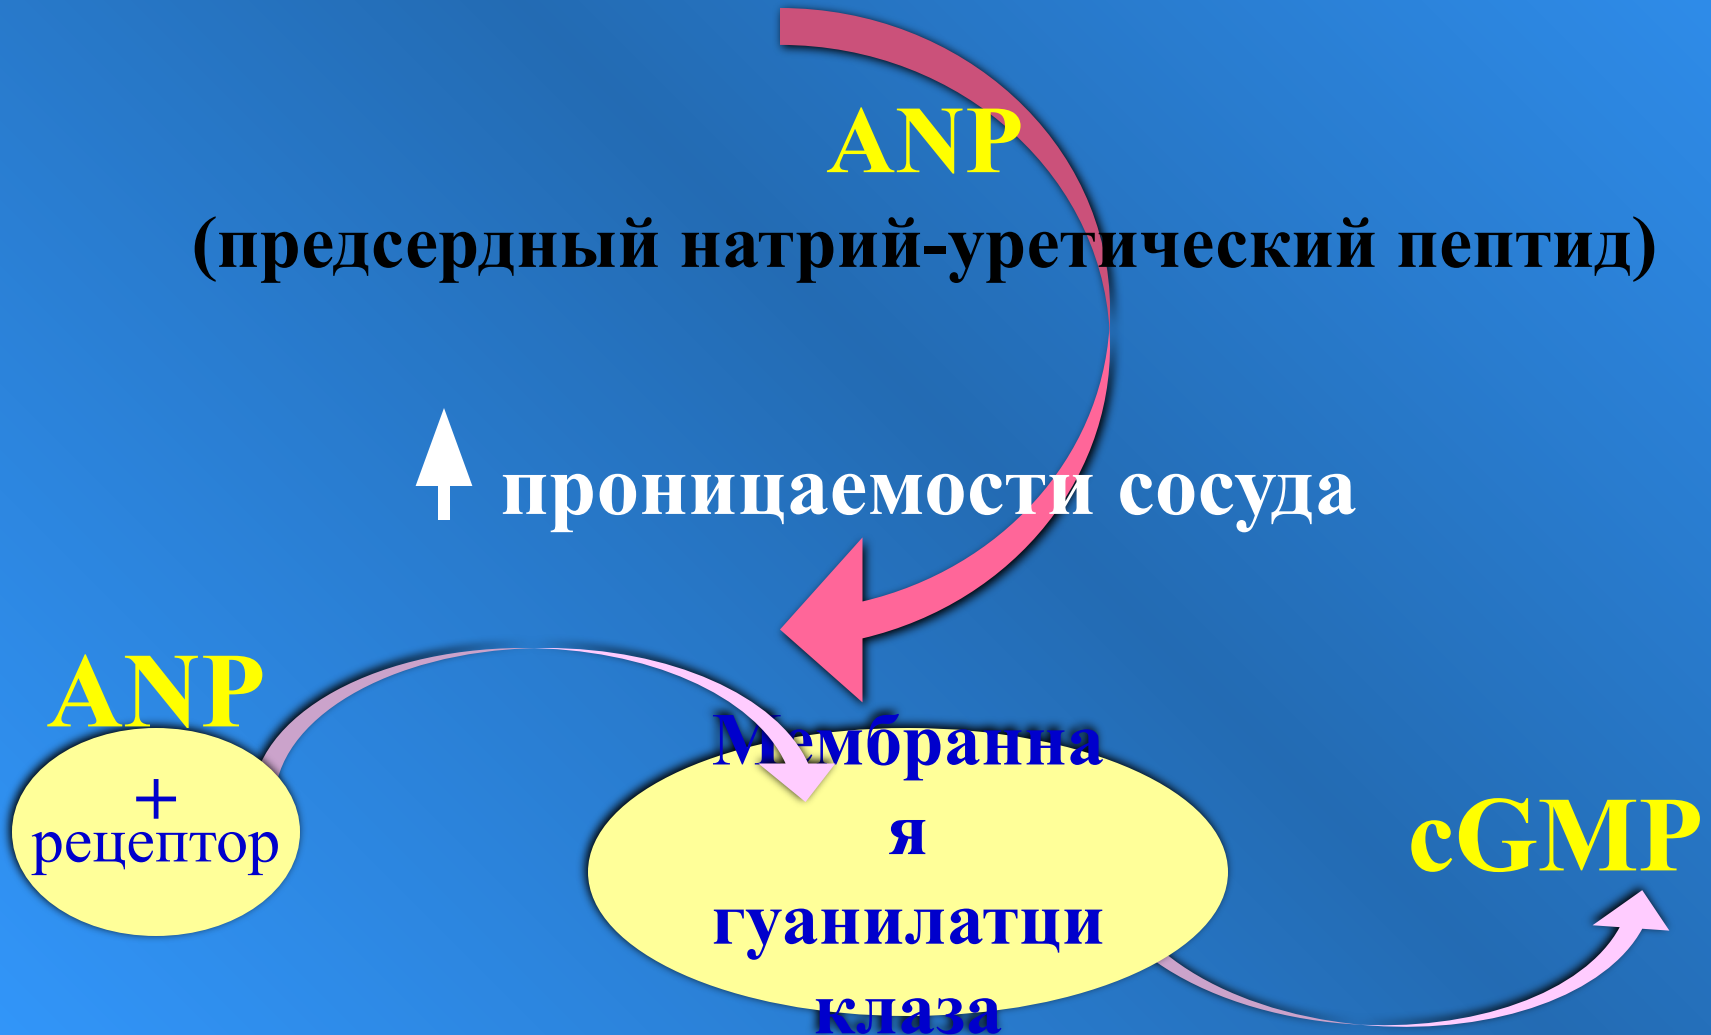 ANP
(предсердный натрий-уретический пептид)
проницаемости сосуда
ANP
+
рецептор
Мембранна
я
гуанилатци
клаза
cGMP